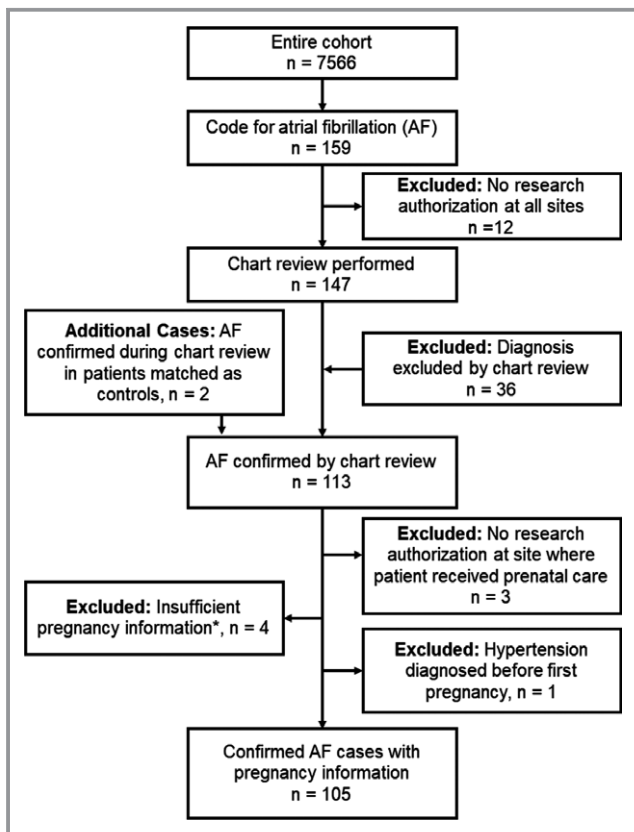 Entire cohort
n = 7566
Code for atrial fibrillation (AF)
n = 159
Excluded: No research
authorization at all sites
n =12
Chart review performed
n = 147
Additional Cases: AF
confirmed during chart review
in patients matched as
controls, n = 2
Excluded: Diagnosis
excluded by chart review
n = 36
AF confirmed by chart review
n = 113
Excluded: No research
authorization at site where
patient received prenatal care
n = 3
Excluded: Insufficient
pregnancy information*, n = 4
Excluded: Hypertension
diagnosed before first
pregnancy, n = 1
Confirmed AF cases with
pregnancy information
n = 105